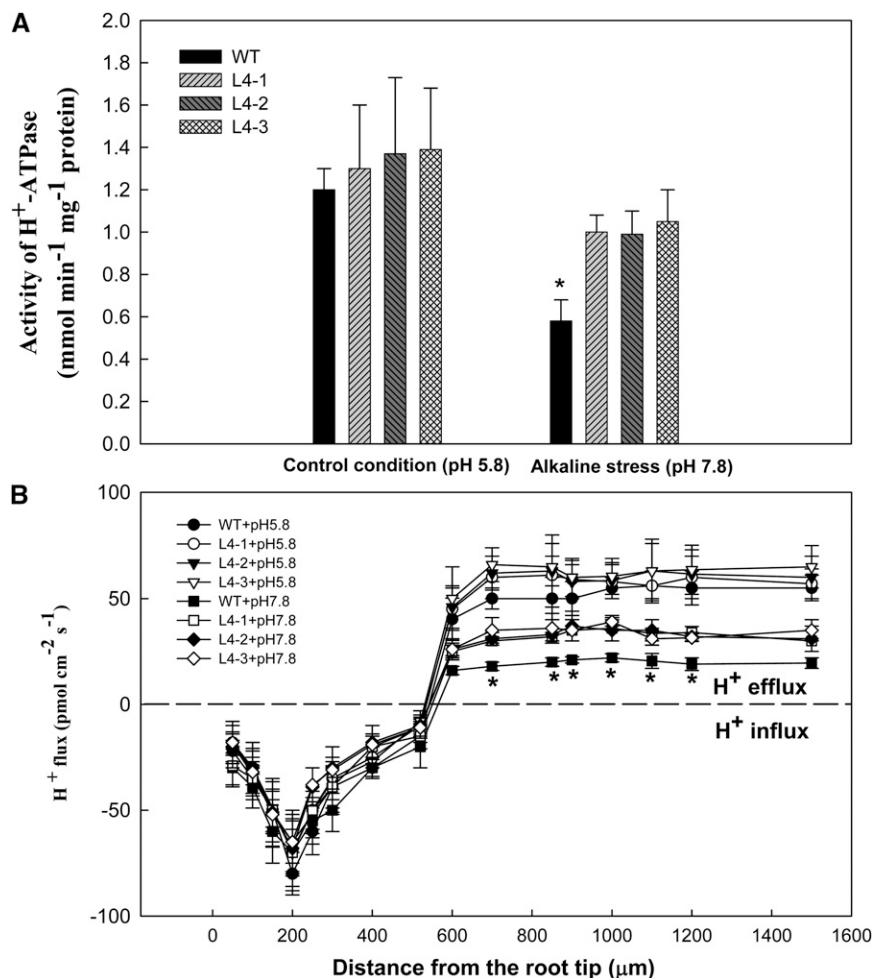 A
Activity of H+-ATPase
(mmol min-1 mg-1 protein)
2.0
1.8
1.6
1.4
1.2
1.0
0.8
0.6
0.4
0.2
0.0
WT
L4-1
L4-2
L4-3
*
Control condition (pH 5.8)
Alkaline stress (pH 7.8)
B
H+ flux (pmol cm-2 s-1)
100
50
0
-50
-100
WT+pH5.8
L4-1+pH5.8
L4-2+pH5.8
L4-3+pH5.8
WT+pH7.8
L4-1+pH7.8
L4-2+pH7.8
L4-3+pH7.8
* * * * * *
H+ efflux
H+ influx
0 200 400 600 800 1000 1200 1400 1600
Distance from the root tip (μm)